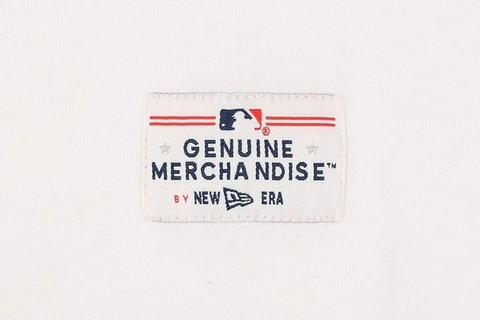 ®
GENUINE
MERCHANDISE™
BY NEW ERA